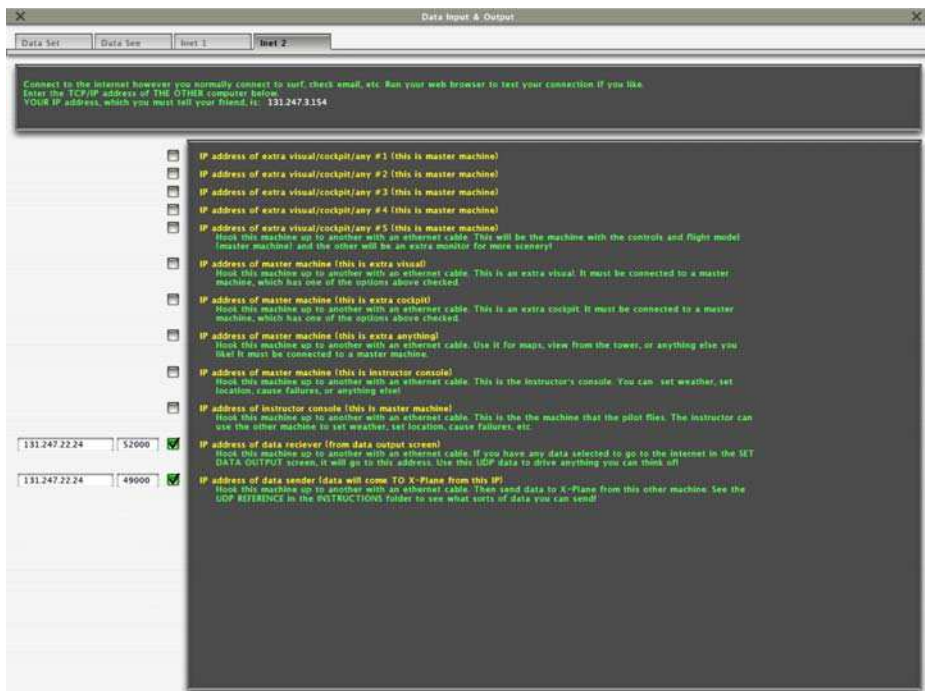 Data Input & Output
Data Set
Data See
Inet 1
Inet 2
Connect to the internet however you normally connect to surf, check email, etc. Run your web browser to test your connection if you like.
Enter the TCP/IP address of THE OTHER computer below.
YOUR IP address, which you must tell your friend, is: 131.247.3.154
IP address of extra visual/cockpit/any #1 (this is master machine)
IP address of extra visual/cockpit/any #2 (this is master machine)
IP address of extra visual/cockpit/any #3 (this is master machine)
IP address of extra visual/cockpit/any #4 (this is master machine)
IP address of extra visual/cockpit/any #5 (this is master machine)
Hook this machine up to another with an ethernet cable. This will be the machine with the controls and flight model
(master machine) and the other will be an extra monitor for more scenery!
IP address of master machine (this is extra visual)
Hook this machine up to another with an ethernet cable. This is an extra visual. It must be connected to a master
machine, which has one of the options above checked.
IP address of master machine (this is extra cockpit)
Hook this machine up to another with an ethernet cable. This is an extra cockpit. It must be connected to a master
machine, which has one of the options above checked.
IP address of master machine (this is extra anything)
Hook this machine up to another with an ethernet cable. Use it for maps, view from the tower, or anything else you
like! It must be connected to a master machine.
IP address of master machine (this is instructor console)
Hook this machine up to another with an ethernet cable. This is the instructor's console. You can set weather, set
location, cause failures, or anything else!
IP address of instructor console (this is master machine)
Hook this machine up to another with an ethernet cable. This is the the machine that the pilot flies. The instructor can
use the other machine to set weather, set location, cause failures, etc.
131.247.22.24 52000 IP address of data reciever (from data output screen)
Hook this machine up to another with an ethernet cable. If you have any data selected to go to the internet in the SET
DATA OUTPUT screen, it will go to this address. Use this UDP data to drive anything you can think of!
131.247.22.24 49000 IP address of data sender (data will come TO X-Plane from this IP)
Hook this machine up to another with an ethernet cable. Then send data to X-Plane from this other machine. See the
UDP REFERENCE in the INSTRUCTIONS folder to see what sorts of data you can send!